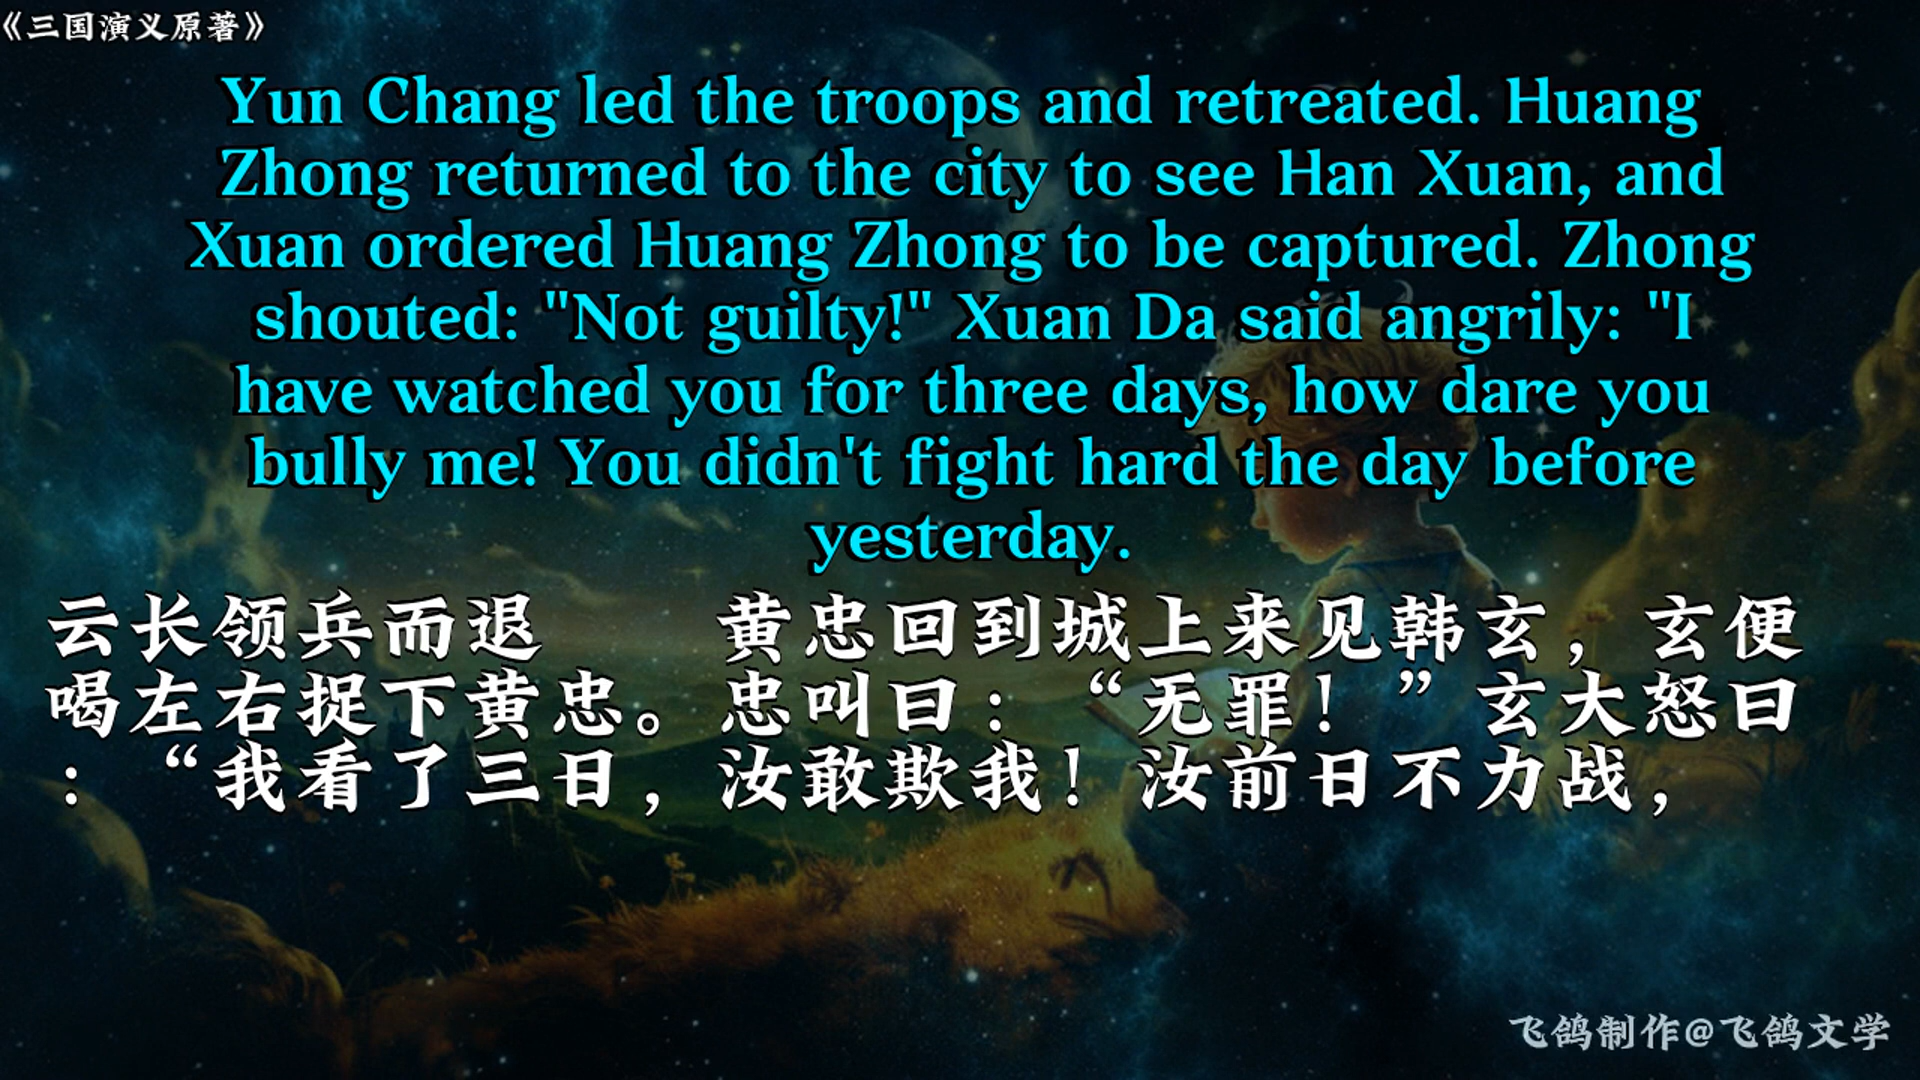 《三国演义原著》
Yun Chang led the troops and retreated. Huang
Zhong returned to the city to see Han Xuan, and
Xuan ordered Huang Zhong to be captured. Zhong
shouted: "Not guilty!" Xuan Da said angrily: "I
have watched you for three days, how dare you
bully me! You didn't fight hard the day before
yesterday.
云长领兵而退　　黄忠回到城上来见韩玄，玄便
喝左右捉下黄忠。忠叫曰：“无罪！”玄大怒曰
：“我看了三日，汝敢欺我！汝前日不力战，
飞鸽制作@飞鸽文学